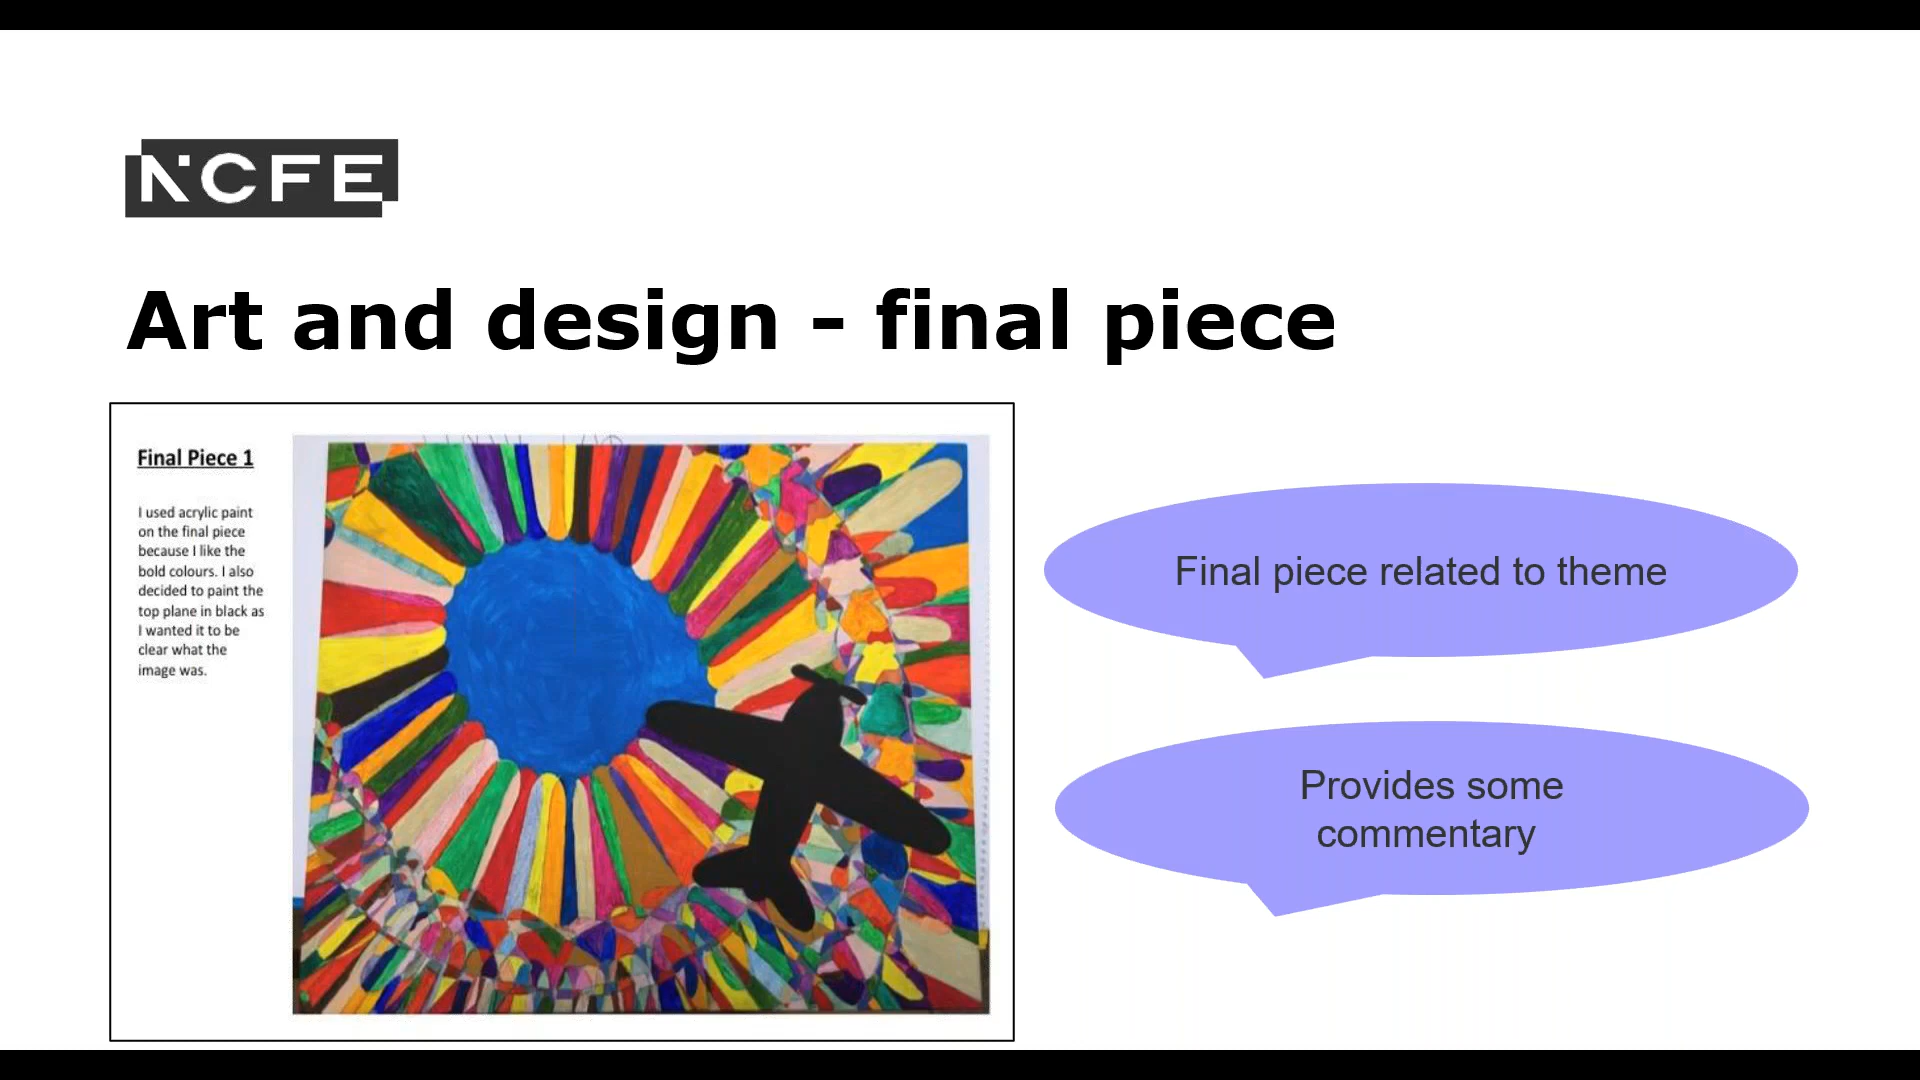 NCFE
Art and design - final piece
Final Piece 1
I used acrylic paint
on the final piece
because I like the
bold colours. I also
decided to paint the
top plane in black as
I wanted it to be
clear what the
image was.
Final piece related to theme
Provides some
commentary